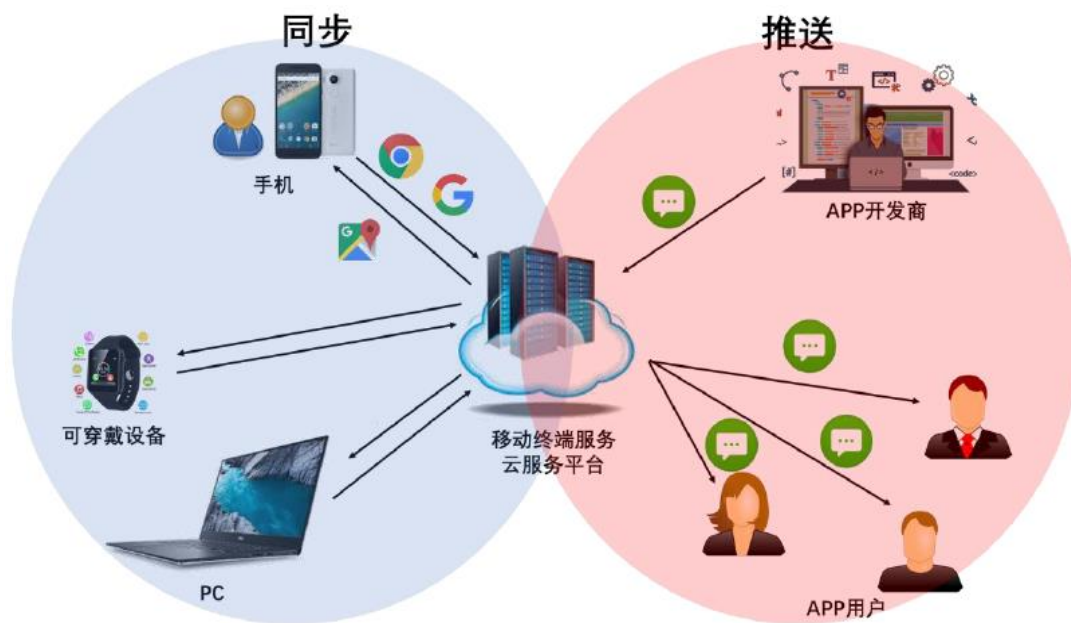 同步
推送
手机
APP开发商
T
</>
[#]
</>
<code>
可穿戴设备
移动终端服务
云服务平台
PC
APP用户